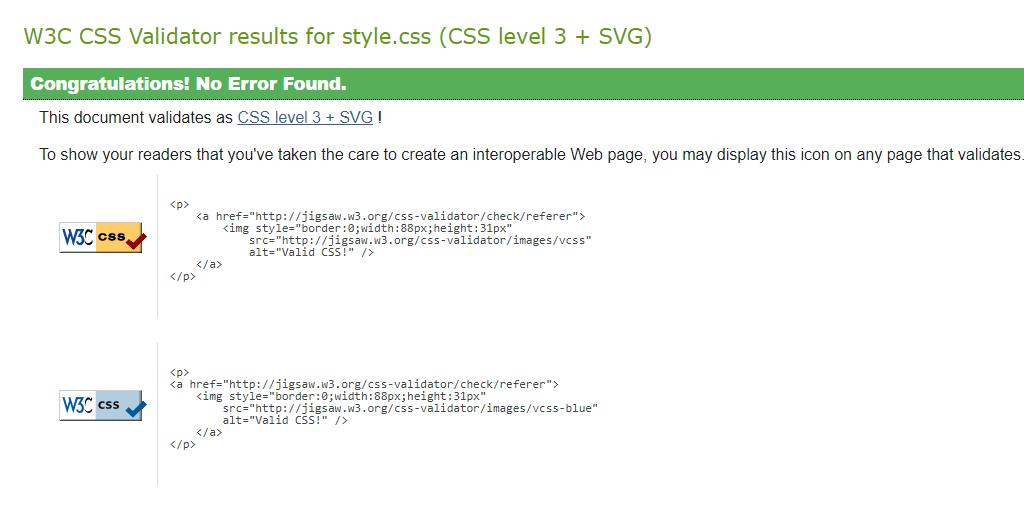 W3C CSS Validator results for style.css (CSS level 3 + SVG)
Congratulations! No Error Found.
This document validates as CSS level 3 + SVG !
To show your readers that you've taken the care to create an interoperable Web page, you may display this icon on any page that validates.
W3C css
<p>
<a href="http://jigsaw.w3.org/css-validator/check/referer">
<img style="border:0;width:88px;height:31px"
src="http://jigsaw.w3.org/css-validator/images/vcss"
alt="Valid CSS!" />
</a>
</p>
W3C css
<p>
<a href="http://jigsaw.w3.org/css-validator/check/referer">
<img style="border:0;width:88px;height:31px"
src="http://jigsaw.w3.org/css-validator/images/vcss-blue"
alt="Valid CSS!" />
</a>
</p>